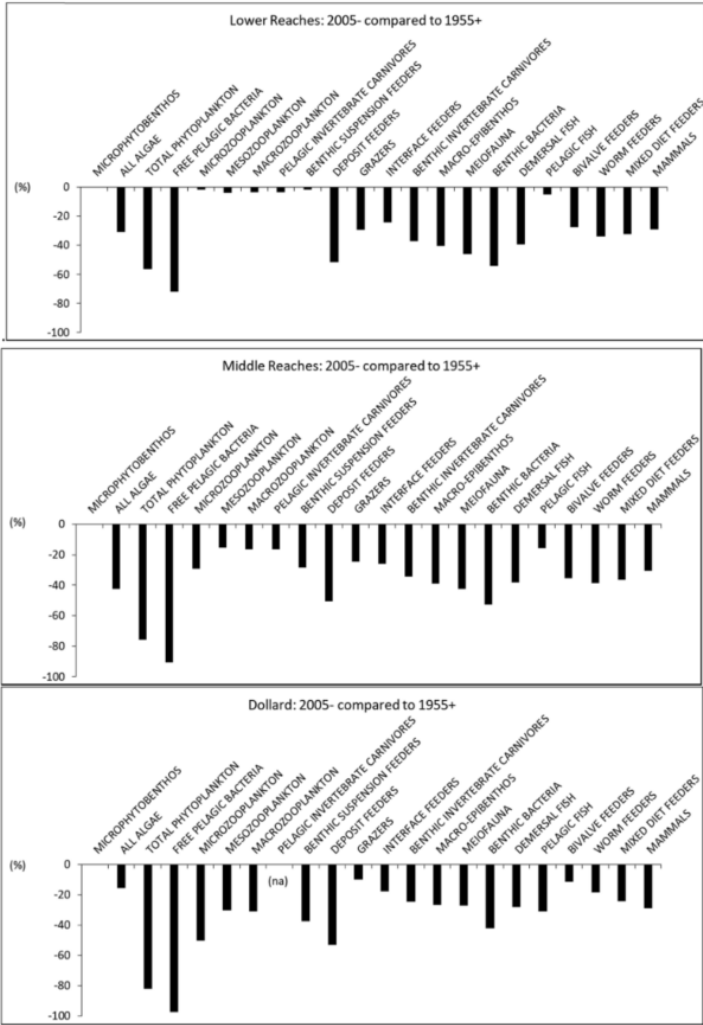 Lower Reaches: 2005- compared to 1955+
MICROPHYTOBENTHOS
ALL ALGAE
TOTAL PHYTOPLANKTON
FREE PELAGIC BACTERIA
MICROZOOPLANKTON
MESOZOOPLANKTON
MACROZOOPLANKTON
PELAGIC INVERTEBRATE CARNIVORES
BENTHIC SUSPENSION FEEDERS
DEPOSIT FEEDERS
GRAZERS
INTERFACE FEEDERS
BENTHIC INVERTEBRATE CARNIVORES
MACRO-EPIBENTHOS
MEIOFAUNA
BENTHIC BACTERIA
DEMERSAL FISH
PELAGIC FISH
BIVALVE FEEDERS
WORM FEEDERS
MIXED DIET FEEDERS
MAMMALS
(%)
0
-20
-40
-60
-80
-100
Middle Reaches: 2005- compared to 1955+
MICROPHYTOBENTHOS
ALL ALGAE
TOTAL PHYTOPLANKTON
FREE PELAGIC BACTERIA
MICROZOOPLANKTON
MESOZOOPLANKTON
MACROZOOPLANKTON
PELAGIC INVERTEBRATE CARNIVORES
BENTHIC SUSPENSION FEEDERS
DEPOSIT FEEDERS
GRAZERS
INTERFACE FEEDERS
BENTHIC INVERTEBRATE CARNIVORES
MACRO-EPIBENTHOS
MEIOFAUNA
BENTHIC BACTERIA
DEMERSAL FISH
PELAGIC FISH
BIVALVE FEEDERS
WORM FEEDERS
MIXED DIET FEEDERS
MAMMALS
(%)
0
-20
-40
-60
-80
-100
Dollard: 2005- compared to 1955+
MICROPHYTOBENTHOS
ALL ALGAE
TOTAL PHYTOPLANKTON
FREE PELAGIC BACTERIA
MICROZOOPLANKTON
MESOZOOPLANKTON
MACROZOOPLANKTON
PELAGIC INVERTEBRATE CARNIVORES
BENTHIC SUSPENSION FEEDERS
DEPOSIT FEEDERS
GRAZERS
INTERFACE FEEDERS
BENTHIC INVERTEBRATE CARNIVORES
MACRO-EPIBENTHOS
MEIOFAUNA
BENTHIC BACTERIA
DEMERSAL FISH
PELAGIC FISH
BIVALVE FEEDERS
WORM FEEDERS
MIXED DIET FEEDERS
MAMMALS
(%)
0
(na)
-20
-40
-60
-80
-100